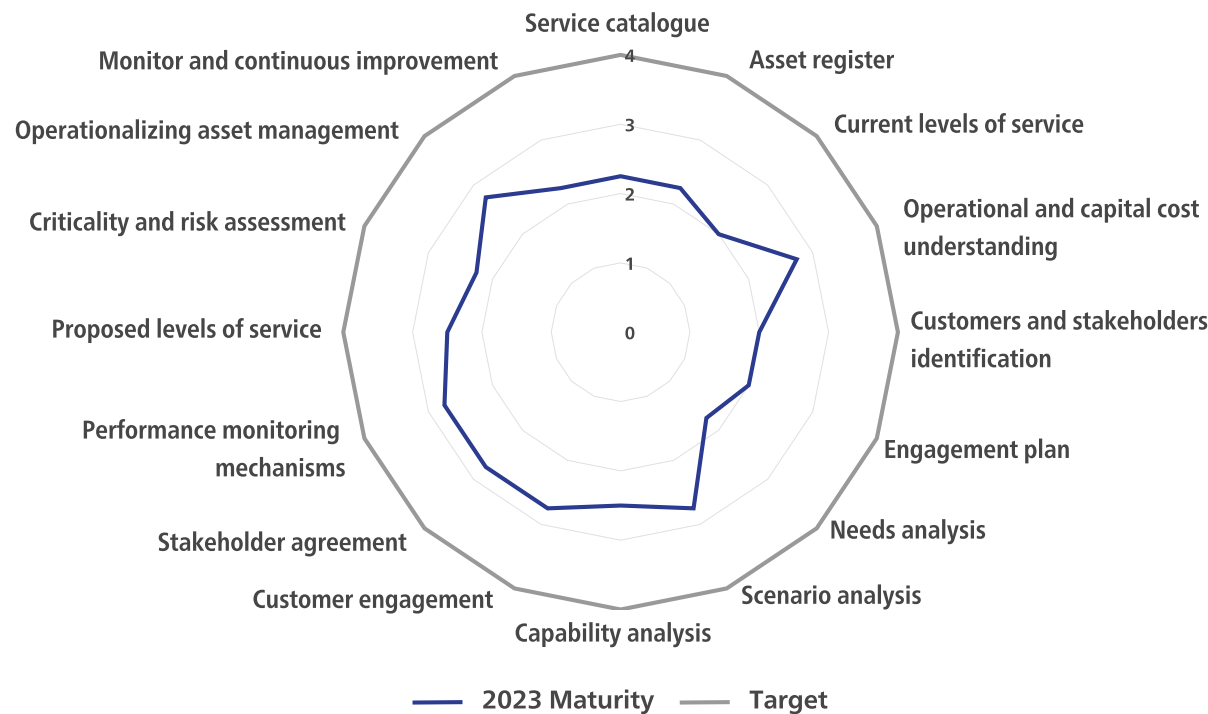 Service catalogue
Monitor and continuous improvement
4
Asset register
Operationalizing asset management
3
Current levels of service
Criticality and risk assessment
2
Operational and capital cost
understanding
1
Proposed levels of service
0
Customers and stakeholders
identification
Performance monitoring
mechanisms
Engagement plan
Stakeholder agreement
Needs analysis
Customer engagement
Scenario analysis
Capability analysis
2023 Maturity
Target